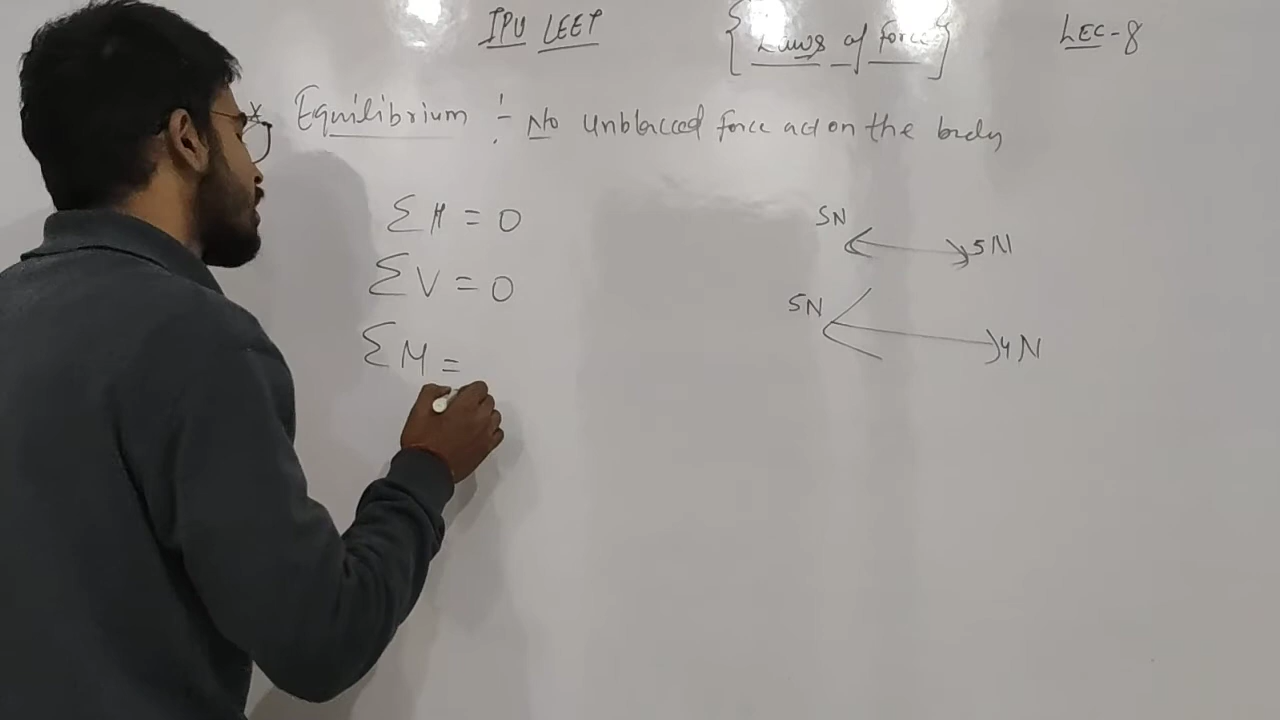 IPU LEET
{Laws of force}
LEC-8
* Equilibrium :- No Unblacced force act on the body
ΣH = 0
ΣV = 0
ΣM =
5N 5N
5N 4N